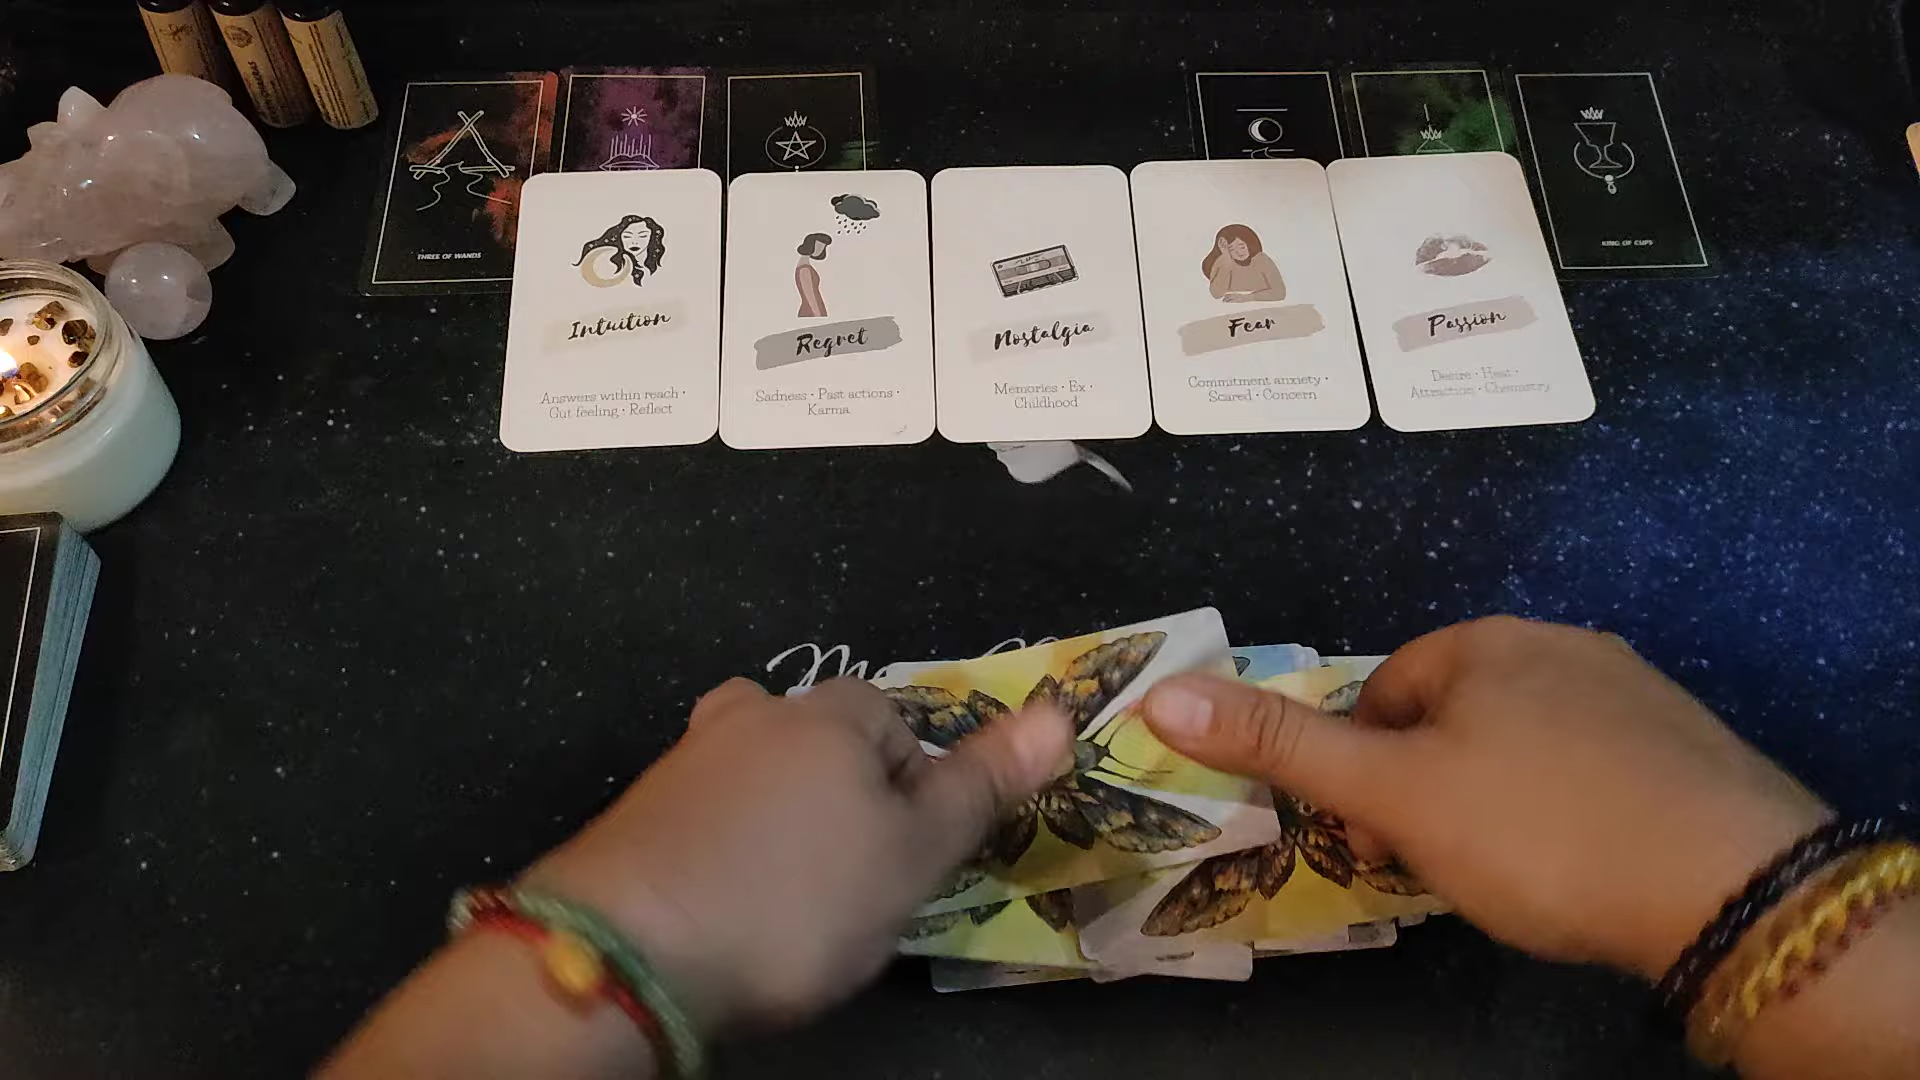 THREE OF WANDS
KING OF CUPS
Intuition
Answers within reach •
Gut feeling • Reflect
Regret
Sadness • Past actions •
Karma
Nostalgia
Memories • Ex •
Childhood
Fear
Commitment anxiety •
Scared • Concern
Passion
Desire • Heat •
Attraction • Chemistry